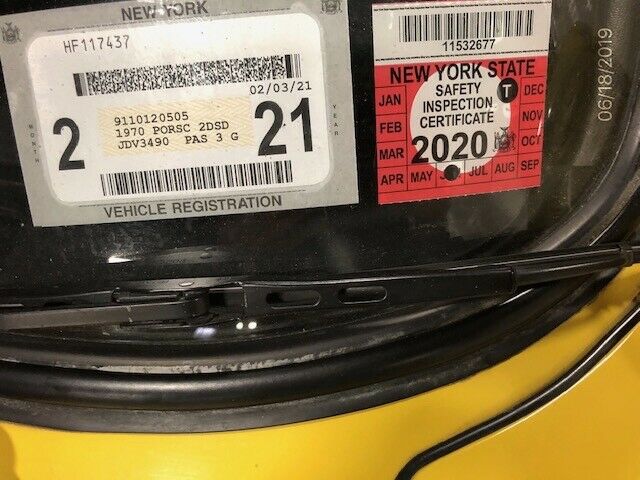 NEW YORK
HF117437
02/03/21
9110120505
1970 PORSC 2DSD
JDV3490 PAS 3 G
MONTH
2
21
YEAR
VEHICLE REGISTRATION
11532677
NEW YORK STATE
SAFETY
INSPECTION
CERTIFICATE
2020
T
JAN
FEB
MAR
APR
MAY
JUL
AUG
SEP
OCT
NOV
DEC
06/18/2019